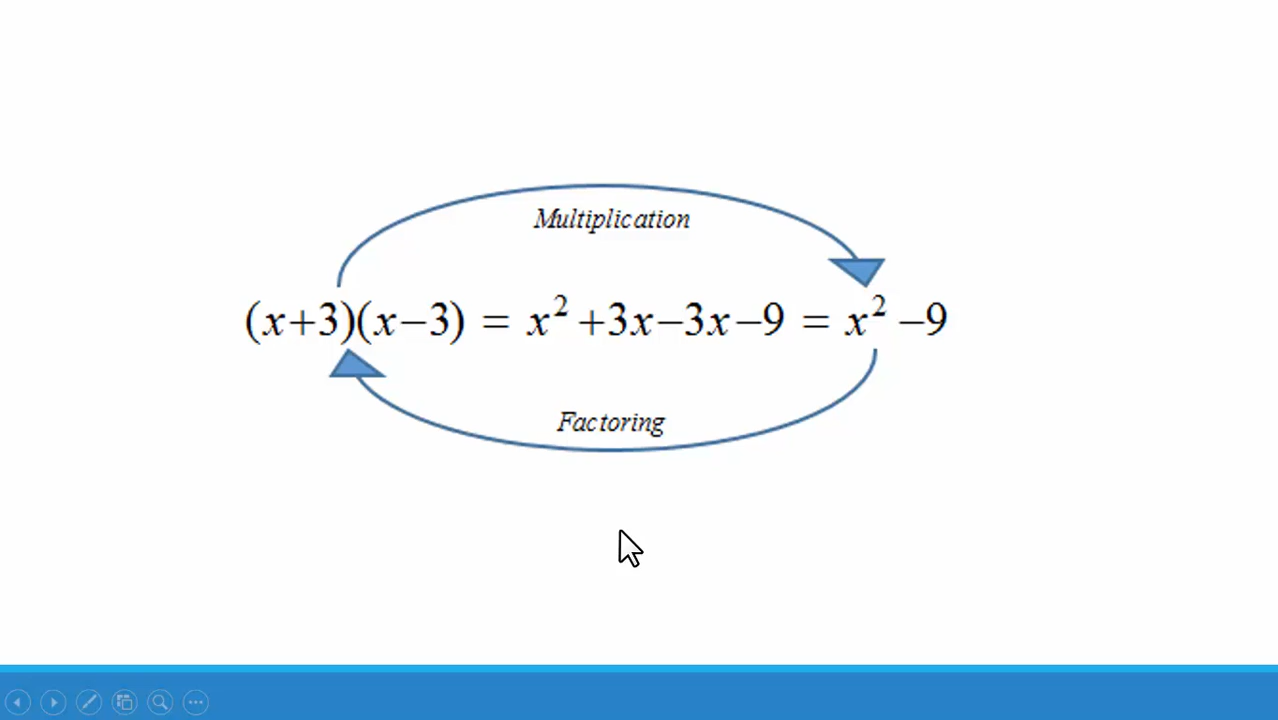 Multiplication
(x+3)(x−3) = x² +3x−3x−9 = x² −9
Factoring